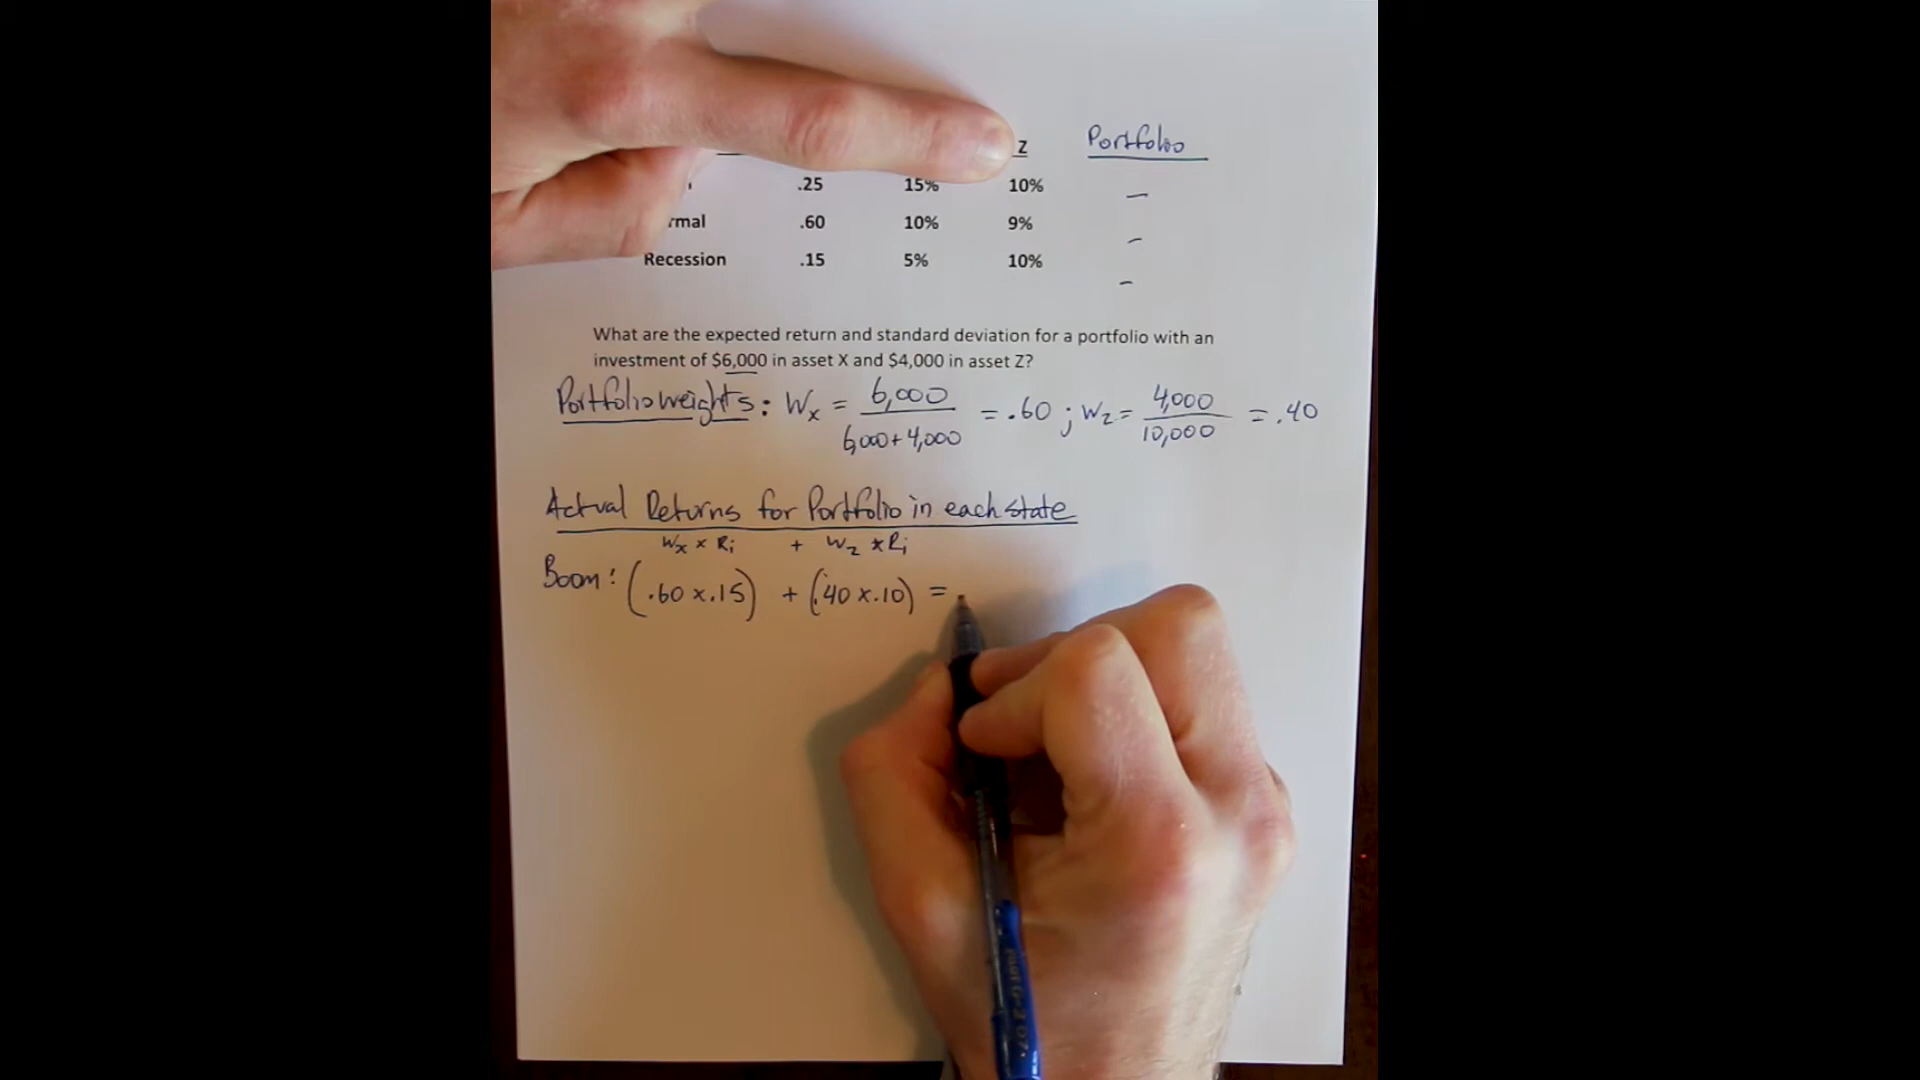 Z Portfolio
.25 15% 10% —
rmal .60 10% 9% —
Recession .15 5% 10% —
What are the expected return and standard deviation for a portfolio with an
investment of $6,000 in asset X and $4,000 in asset Z?
Portfolio weights: Wx = 6,000 / 6,000+4,000 = .60 ; Wz = 4,000 / 10,000 = .40
Actual Returns for Portfolio in each state
Wx × Ri + Wz × Ri
Boom: (.60 x .15) + (.40 x .10) =